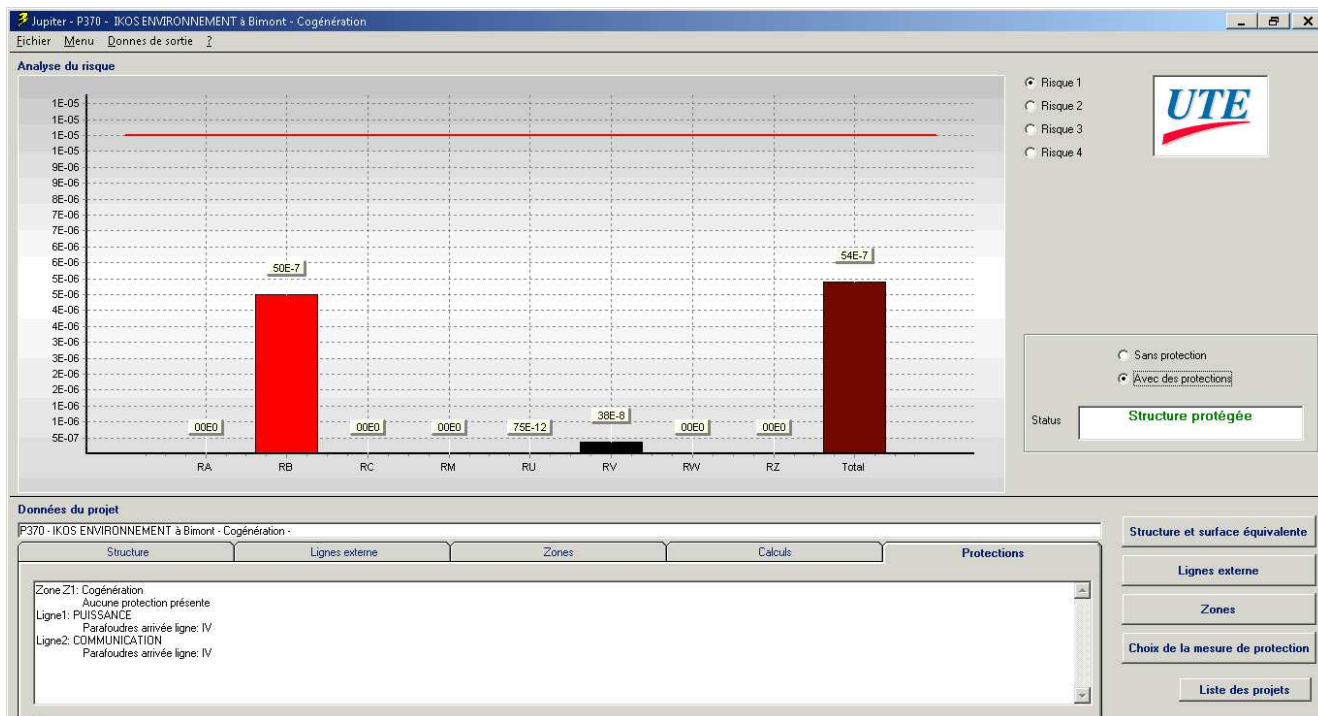 Jupiter - P370 - IKOS ENVIRONNEMENT à Bimont - Cogénération
Fichier Menu Donnes de sortie ?
Analyse du risque
1E-05
1E-05
1E-05
1E-05
9E-06
9E-06
8E-06
7E-06
7E-06
6E-06
6E-06
5E-06
5E-06
4E-06
4E-06
3E-06
3E-06
2E-06
2E-06
1E-06
1E-06
5E-07
00E0
50E-7
00E0
00E0
75E-12
38E-8
00E0
00E0
54E-7
RA RB RC RM RU RV RW RZ Total
Risque 1
Risque 2
Risque 3
Risque 4
UTE
Sans protection
Avec des protections
Status
Structure protégée
Données du projet
P370 - IKOS ENVIRONNEMENT à Bimont - Cogénération -
Structure Lignes externe Zones Calculs Protections
Zone Z1: Cogénération
Aucune protection présente
Ligne1: PUISSANCE
Parafoudres arrivée ligne: IV
Ligne2: COMMUNICATION
Parafoudres arrivée ligne: IV
Structure et surface équivalente
Lignes externe
Zones
Choix de la mesure de protection
Liste des projets